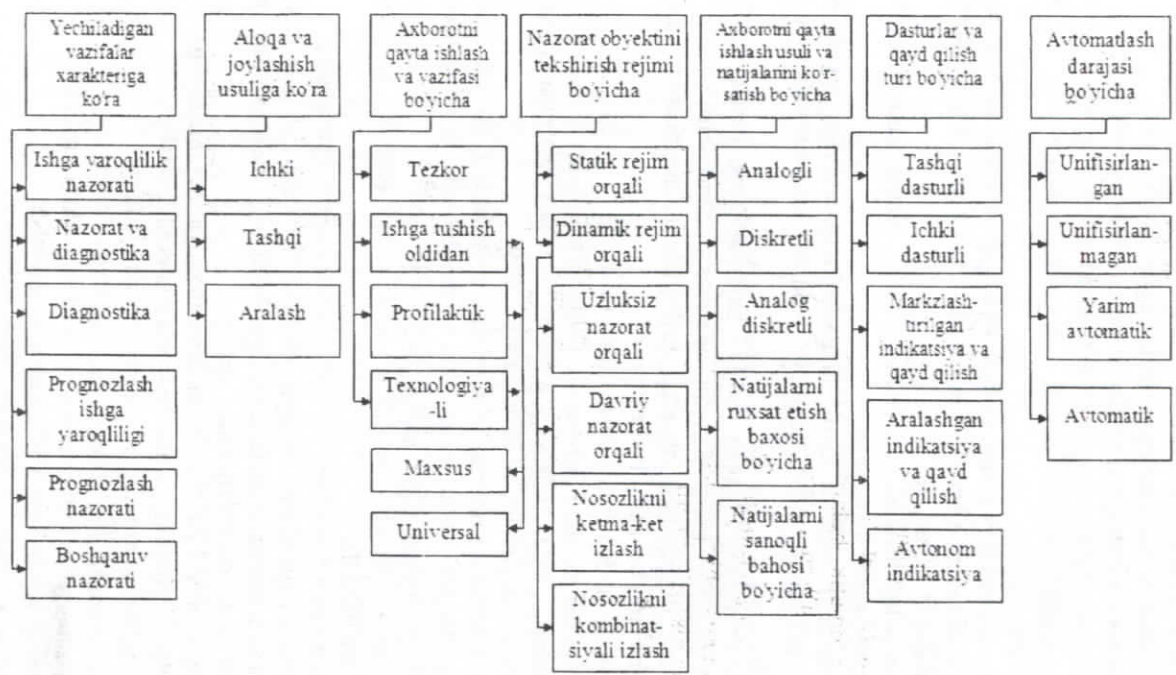 Yechiladigan
vazifalar
xarakteriga
ko'ra
Ishga yaroqlilik
nazorati
Nazorat va
diagnostika
Diagnostika
Prognozlash
ishga
yaroqliligi
Prognozlash
nazorati
Boshqaruv
nazorati
Aloqa va
joylashish
usuliga ko'ra
Ichki
Tashqi
Aralash
Axborotni
qayta ishlash
va vazifasi
bo'yicha
Tezkor
Ishga tushish
oldidan
Profilaktik
Texnologiya
-li
Maxsus
Universal
Nazorat obyektini
tekshirish rejimi
bo'yicha
Statik rejim
orqali
Dinamik rejim
orqali
Uzluksiz
nazorat
orqali
Davriy
nazorat
orqali
Nosozlikni
ketma-ket
izlash
Nosozlikni
kombinat-
siyali izlash
Axborotni qayta
ishlash usuli va
natijalarini ko'r-
satish bo'yicha
Analogli
Diskretli
Analog
diskretli
Natijalarni
ruxsat etish
baxosi
bo'yicha
Natijalarni
sanoqli
bahosi
bo'yicha
Dasturlar va
qayd qilish
turi bo'yicha
Tashqi
dasturli
Ichki
dasturli
Markzlash-
tirilgan
indikatsiya va
qayd qilish
Aralashgan
indikatsiya
va qayd
qilish
Avtonom
indikatsiya
Avtomatlash
darajasi
bo'yicha
Unifisirlan-
gan
Unifisirlan-
magan
Yarim
avtomatik
Avtomatik